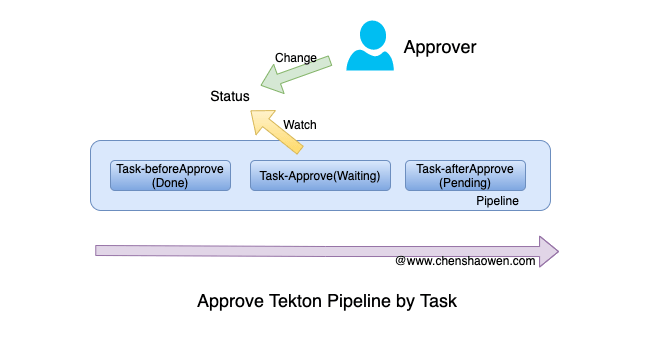 Approver
Change
Status
Watch
Task-beforeApprove
(Done)
Task-Approve(Waiting)
Task-afterApprove
(Pending)
Pipeline
@www.chenshaowen.com
Approve Tekton Pipeline by Task